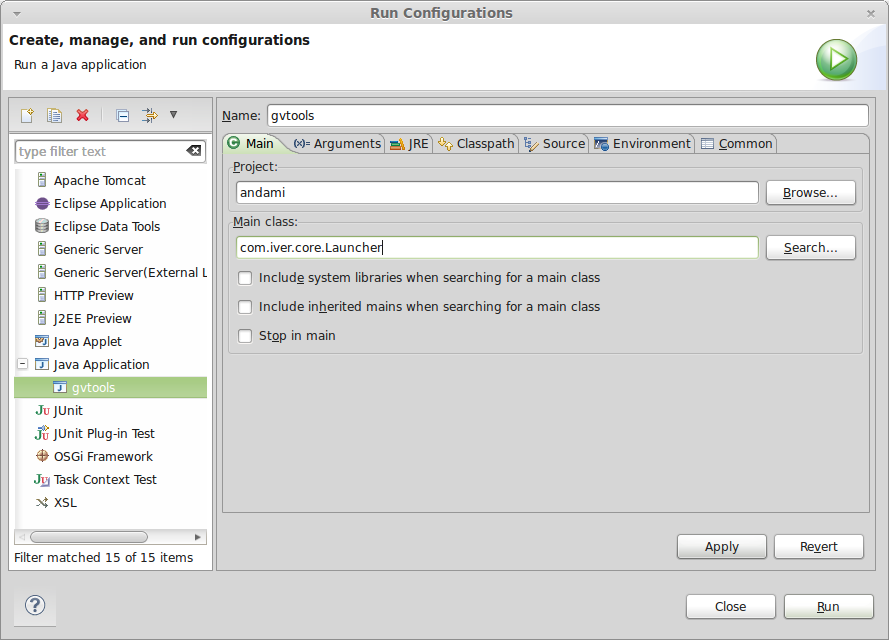 Run Configurations
Create, manage, and run configurations
Run a Java application
Name: gvtools
type filter text
Main (x)= Arguments JRE Classpath Source Environment Common
Project:
andami Browse...
Main class:
com.iver.core.Launcher Search...
Include system libraries when searching for a main class
Include inherited mains when searching for a main class
Stop in main
Apache Tomcat
Eclipse Application
Eclipse Data Tools
Generic Server
Generic Server(External L
HTTP Preview
J2EE Preview
Java Applet
Java Application
gvtools
JUnit
JUnit Plug-in Test
OSGi Framework
Task Context Test
XSL
Filter matched 15 of 15 items
Apply Revert
Close Run